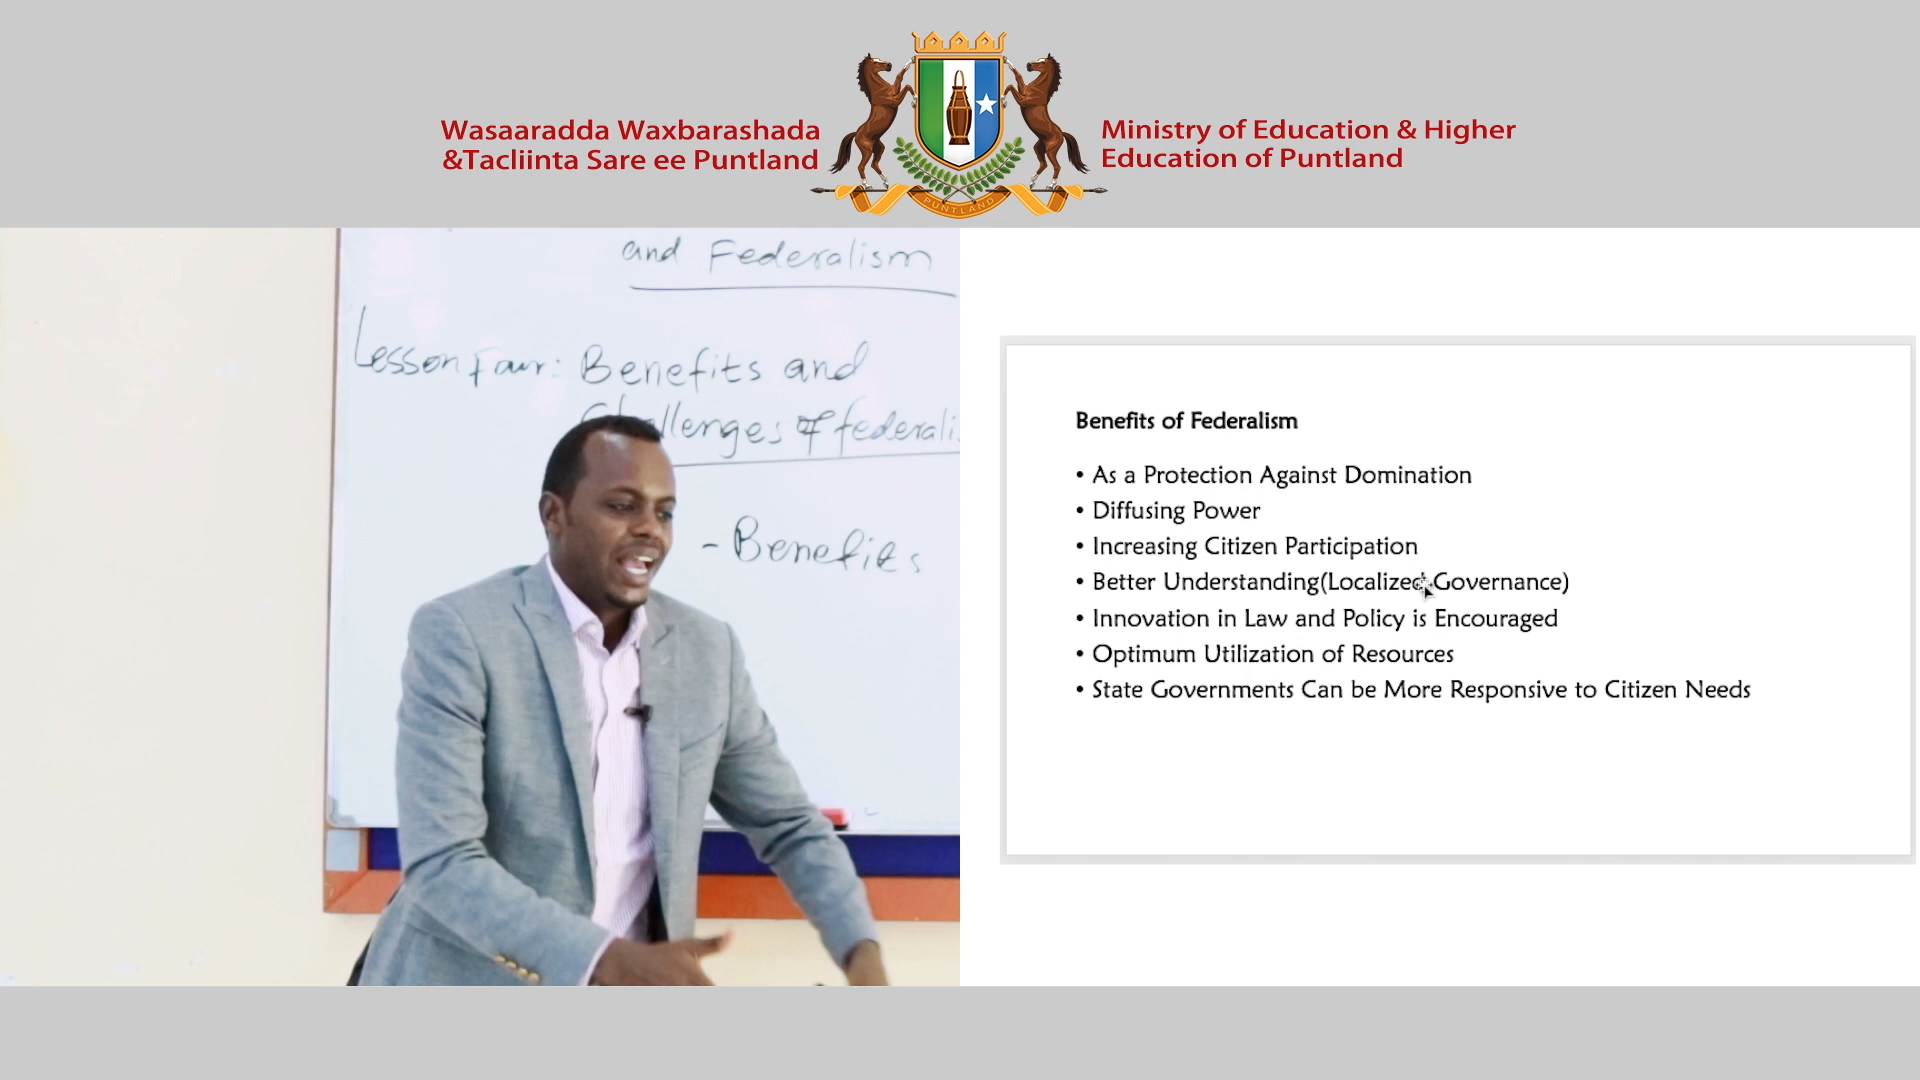 Wasaaradda Waxbarashada
&Tacliinta Sare ee Puntland
PUNTLAND
Ministry of Education & Higher
Education of Puntland
and Federalism
Lesson Four: Benefits and
Challenges of federalis
- Benefits
Benefits of Federalism
• As a Protection Against Domination
• Diffusing Power
• Increasing Citizen Participation
• Better Understanding(Localized Governance)
• Innovation in Law and Policy is Encouraged
• Optimum Utilization of Resources
• State Governments Can be More Responsive to Citizen Needs